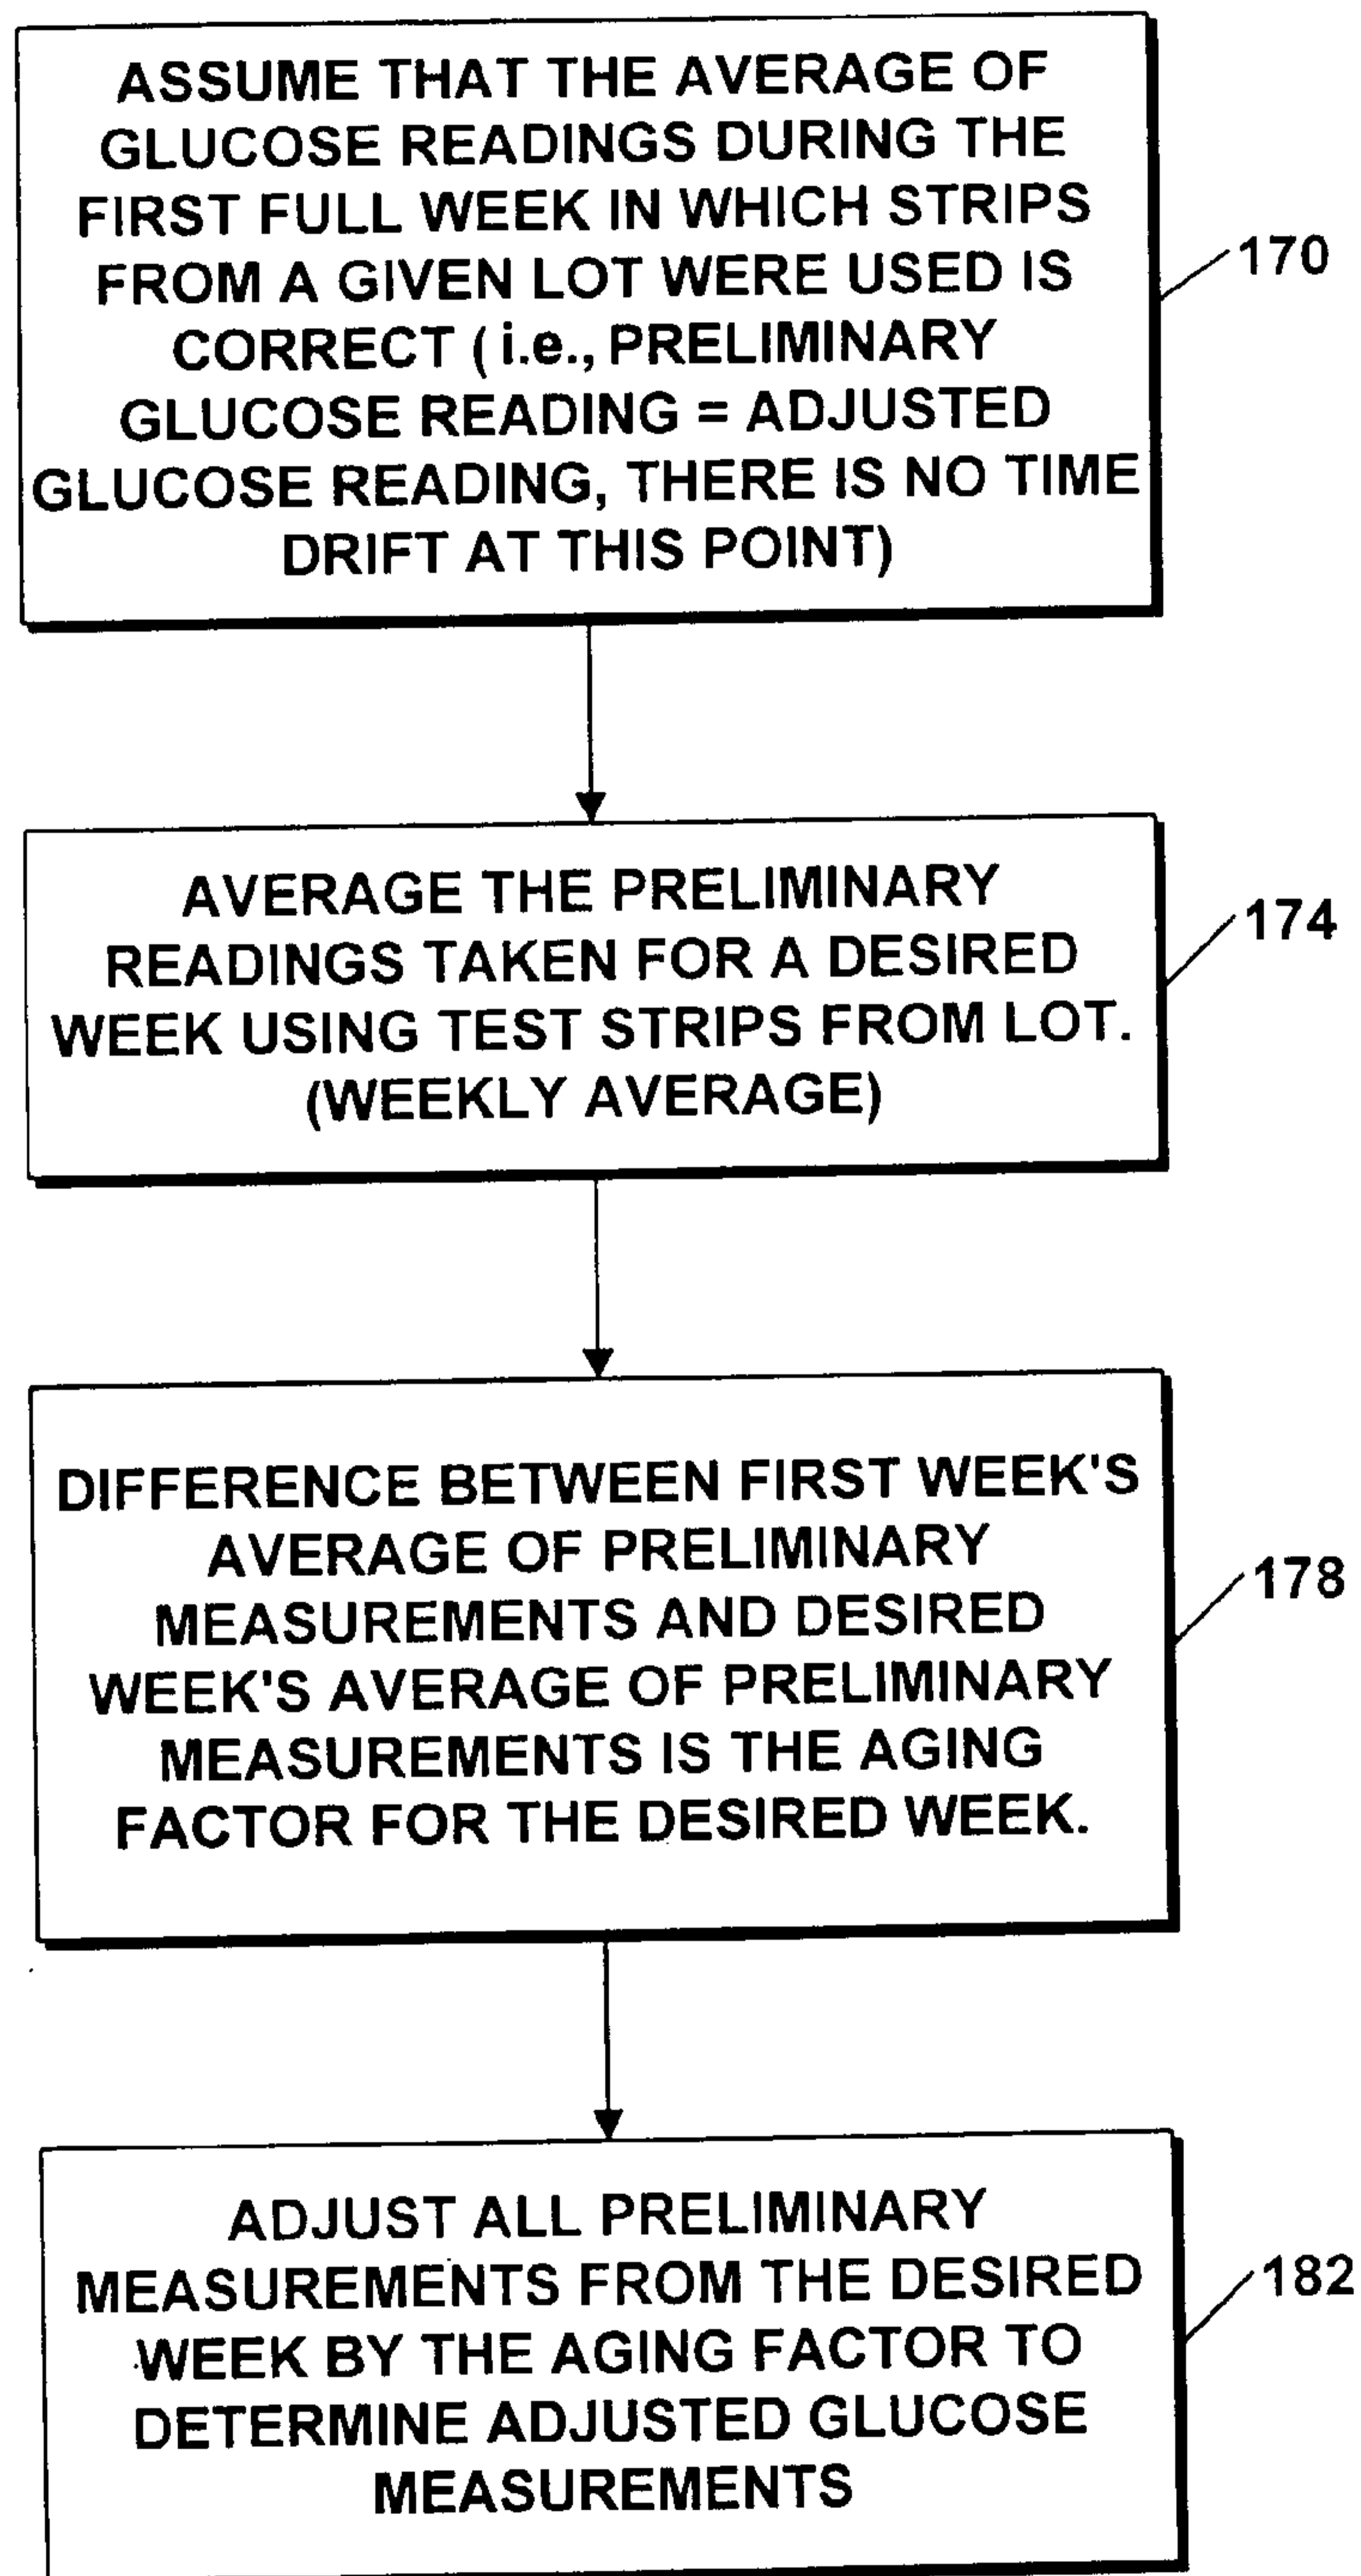 ASSUME THAT THE AVERAGE OF
GLUCOSE READINGS DURING THE
FIRST FULL WEEK IN WHICH STRIPS
FROM A GIVEN LOT WERE USED IS
CORRECT ( i.e., PRELIMINARY
GLUCOSE READING = ADJUSTED
GLUCOSE READING, THERE IS NO TIME
DRIFT AT THIS POINT)
170
AVERAGE THE PRELIMINARY
READINGS TAKEN FOR A DESIRED
WEEK USING TEST STRIPS FROM LOT.
(WEEKLY AVERAGE)
174
DIFFERENCE BETWEEN FIRST WEEK'S
AVERAGE OF PRELIMINARY
MEASUREMENTS AND DESIRED
WEEK'S AVERAGE OF PRELIMINARY
MEASUREMENTS IS THE AGING
FACTOR FOR THE DESIRED WEEK.
178
ADJUST ALL PRELIMINARY
MEASUREMENTS FROM THE DESIRED
WEEK BY THE AGING FACTOR TO
DETERMINE ADJUSTED GLUCOSE
MEASUREMENTS
182